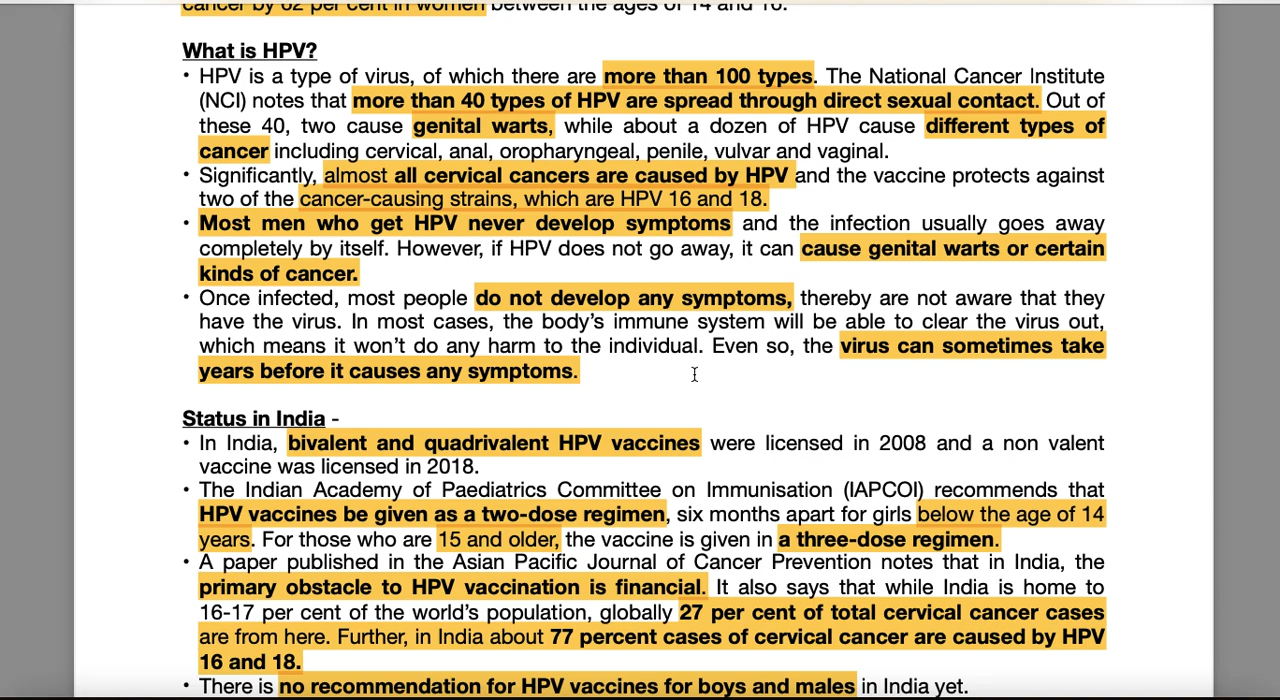 cancer by 62 per cent in women between the ages of 14 and 16.
What is HPV?
• HPV is a type of virus, of which there are more than 100 types. The National Cancer Institute
(NCI) notes that more than 40 types of HPV are spread through direct sexual contact. Out of
these 40, two cause genital warts, while about a dozen of HPV cause different types of
cancer including cervical, anal, oropharyngeal, penile, vulvar and vaginal.
• Significantly, almost all cervical cancers are caused by HPV and the vaccine protects against
two of the cancer-causing strains, which are HPV 16 and 18.
• Most men who get HPV never develop symptoms and the infection usually goes away
completely by itself. However, if HPV does not go away, it can cause genital warts or certain
kinds of cancer.
• Once infected, most people do not develop any symptoms, thereby are not aware that they
have the virus. In most cases, the body’s immune system will be able to clear the virus out,
which means it won’t do any harm to the individual. Even so, the virus can sometimes take
years before it causes any symptoms.
Status in India -
• In India, bivalent and quadrivalent HPV vaccines were licensed in 2008 and a non valent
vaccine was licensed in 2018.
• The Indian Academy of Paediatrics Committee on Immunisation (IAPCOI) recommends that
HPV vaccines be given as a two-dose regimen, six months apart for girls below the age of 14
years. For those who are 15 and older, the vaccine is given in a three-dose regimen.
• A paper published in the Asian Pacific Journal of Cancer Prevention notes that in India, the
primary obstacle to HPV vaccination is financial. It also says that while India is home to
16-17 per cent of the world’s population, globally 27 per cent of total cervical cancer cases
are from here. Further, in India about 77 percent cases of cervical cancer are caused by HPV
16 and 18.
• There is no recommendation for HPV vaccines for boys and males in India yet.